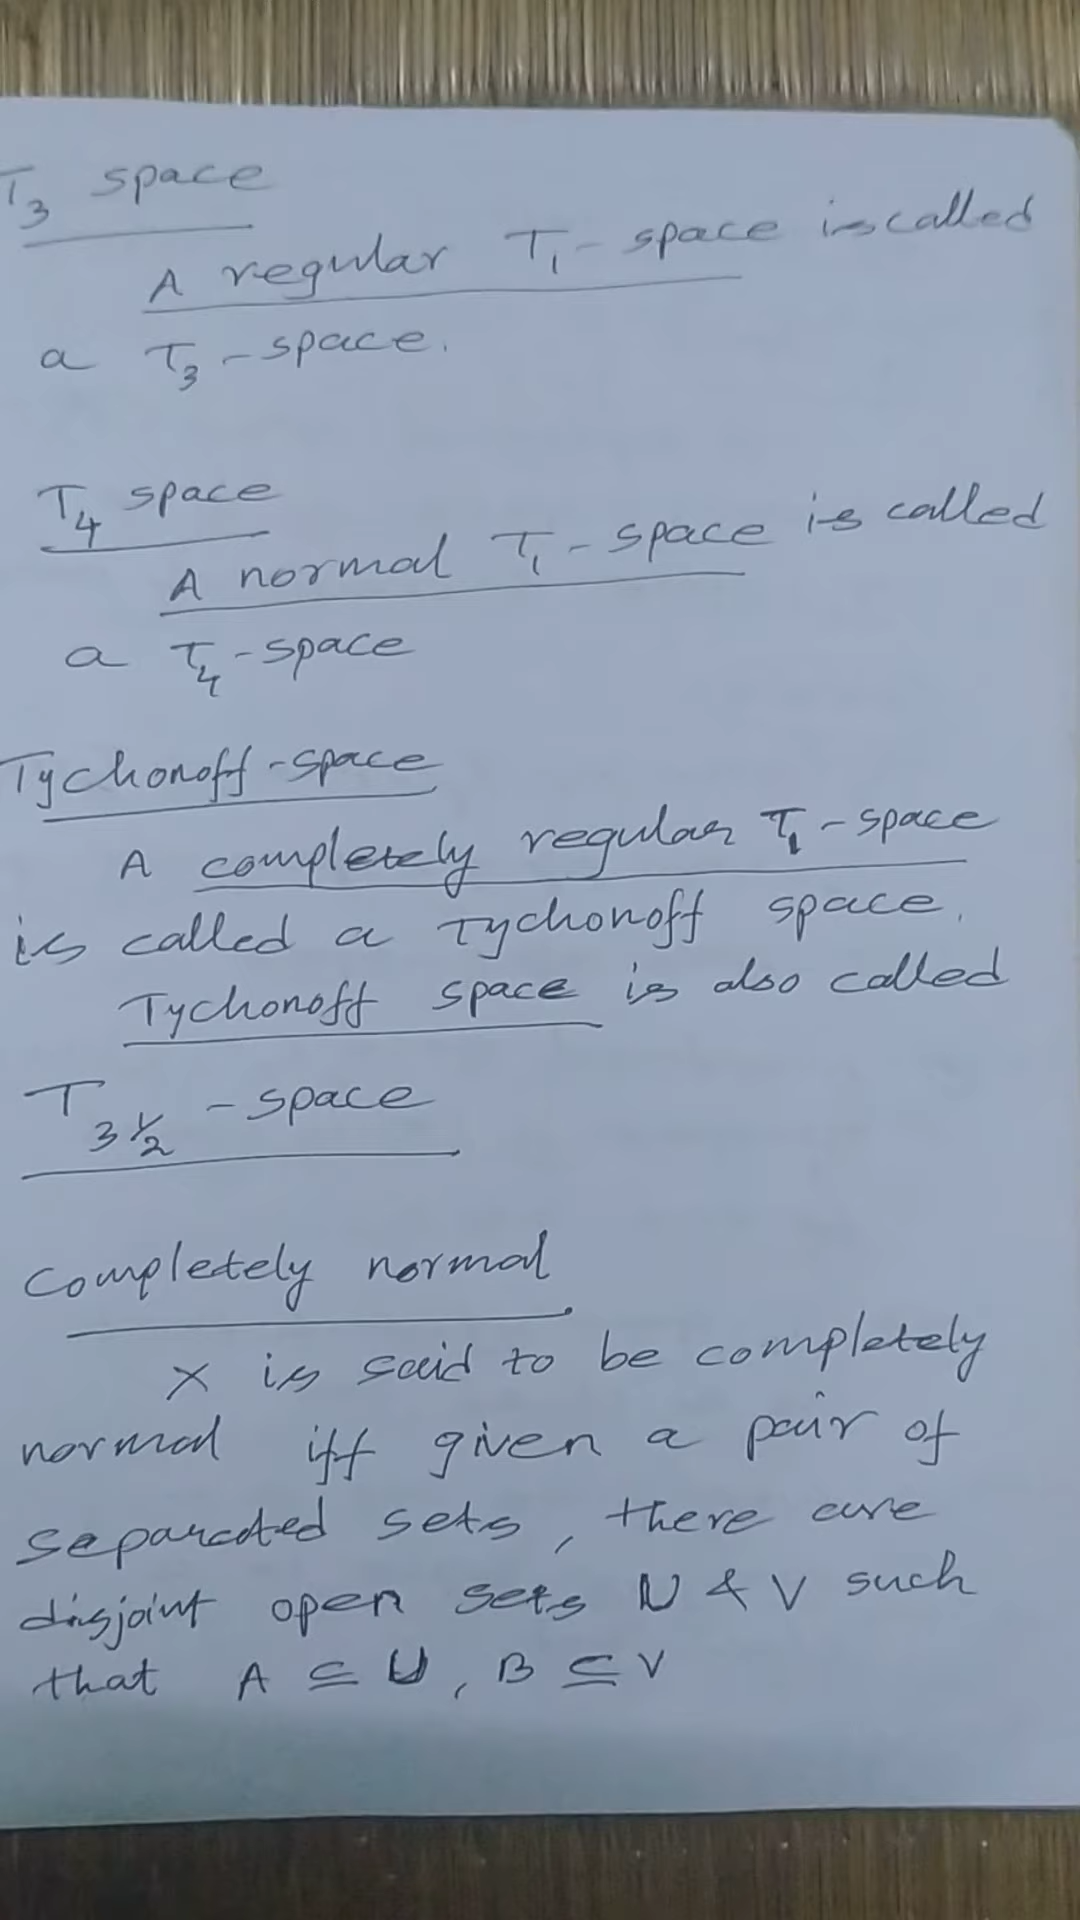 T₃ space
A regular T₁-space is called
a T₃-space.
T₄ space
A normal T₁-space is called
a T₄-space
Tychonoff-space
A completely regular T₁-space
is called a Tychonoff space.
Tychonoff space is also called
T₃½-space
Completely normal
X is said to be completely
normal iff given a pair of
separated sets, there are
disjoint open sets U & V such
that A ⊆ U, B ⊆ V